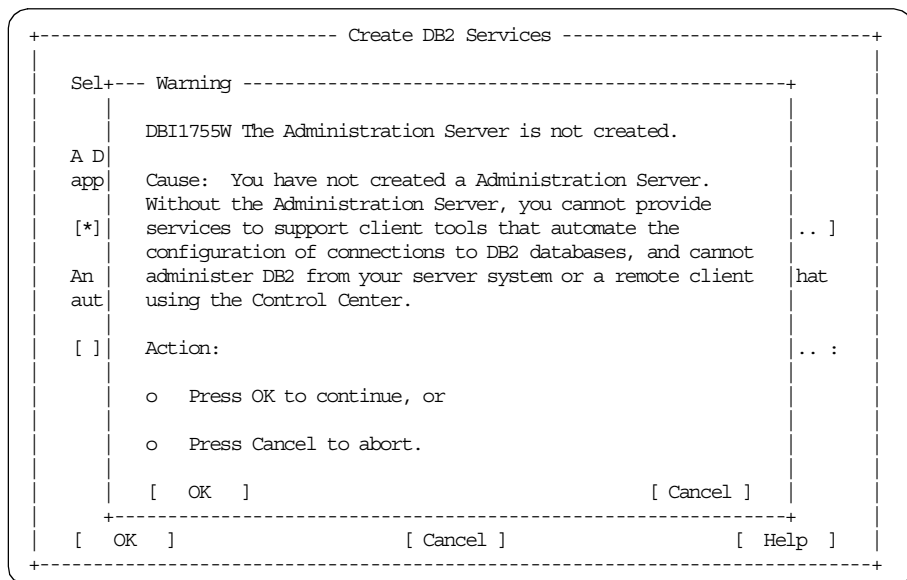 Create DB2 Services
Sel
Warning
DBI1755W The Administration Server is not created.
A D
app
Cause: You have not created a Administration Server.
Without the Administration Server, you cannot provide
[*] services to support client tools that automate the .. ]
configuration of connections to DB2 databases, and cannot
An administer DB2 from your server system or a remote client hat
aut using the Control Center.
[ ] Action: .. :
o Press OK to continue, or
o Press Cancel to abort.
[ OK ] [ Cancel ]
[ OK ] [ Cancel ] [ Help ]